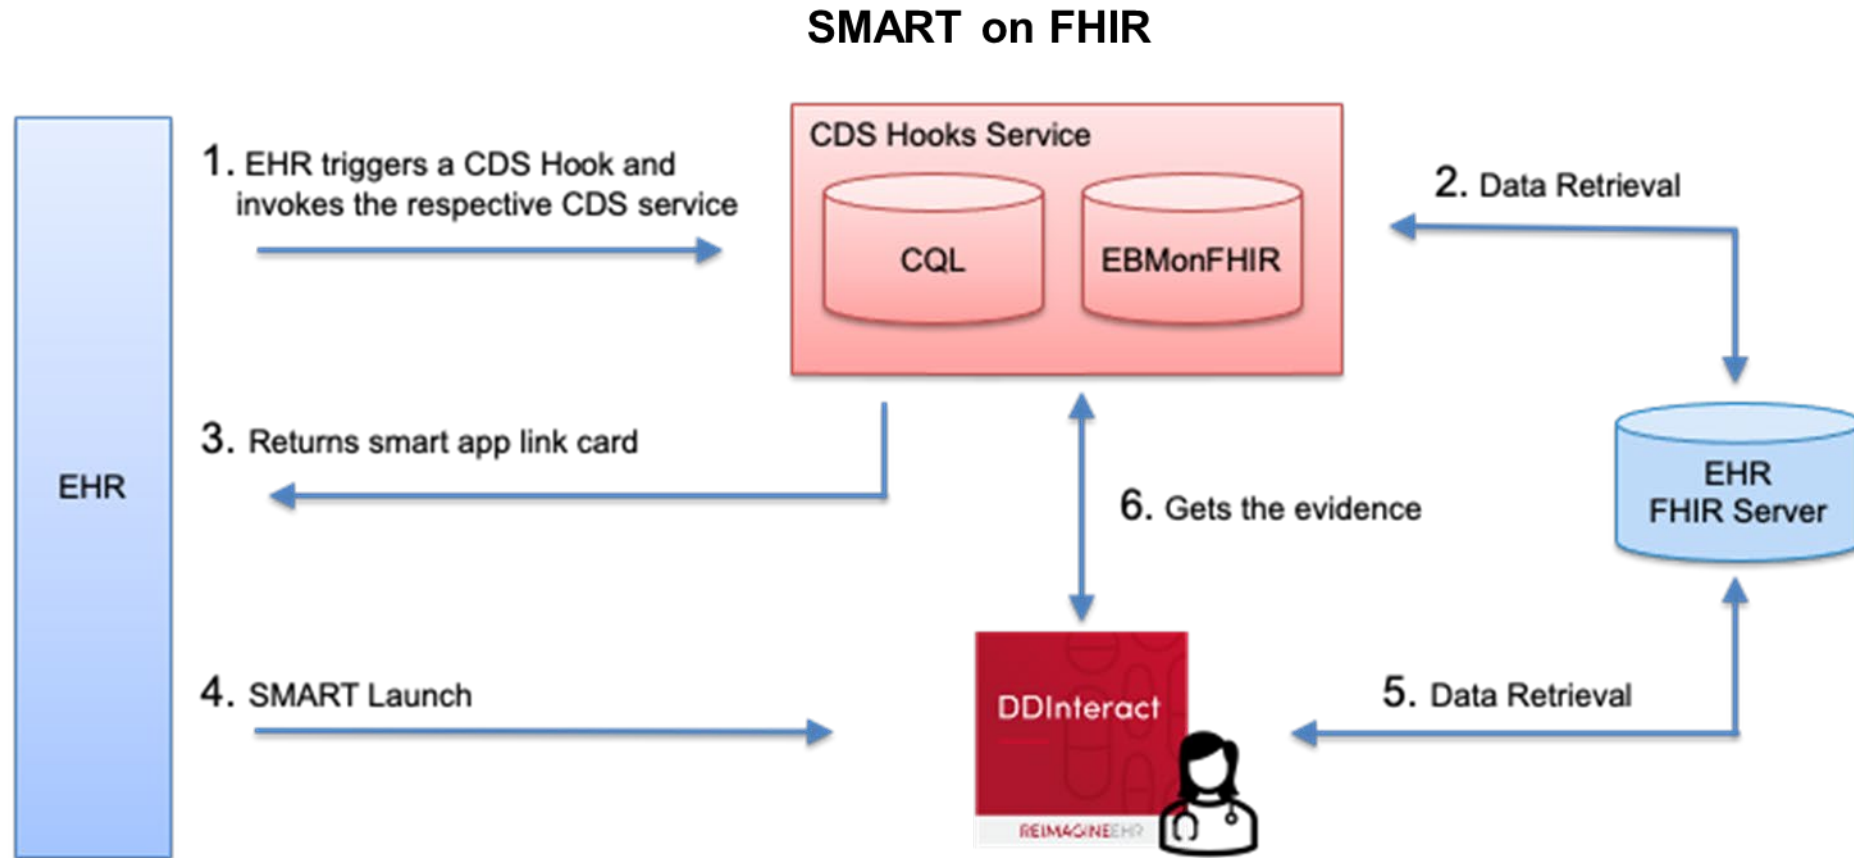 SMART on FHIR
CDS Hooks Service
1. EHR triggers a CDS Hook and
invokes the respective CDS service
2. Data Retrieval
CQL
EBMonFHIR
3. Returns smart app link card
EHR
EHR
FHIR Server
6. Gets the evidence
4. SMART Launch
5. Data Retrieval
DDInteract
REIMAGINEEHR